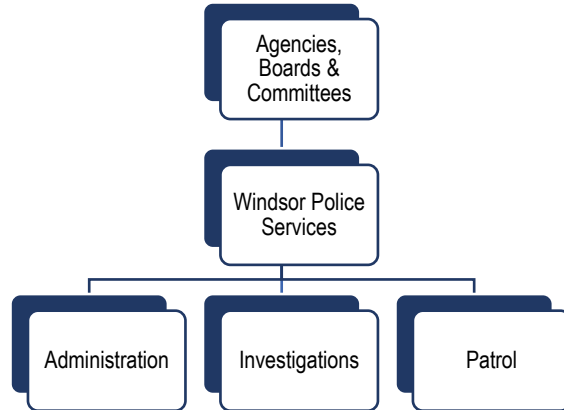 Agencies,
Boards &
Committees
Windsor Police
Services
Administration
Investigations
Patrol